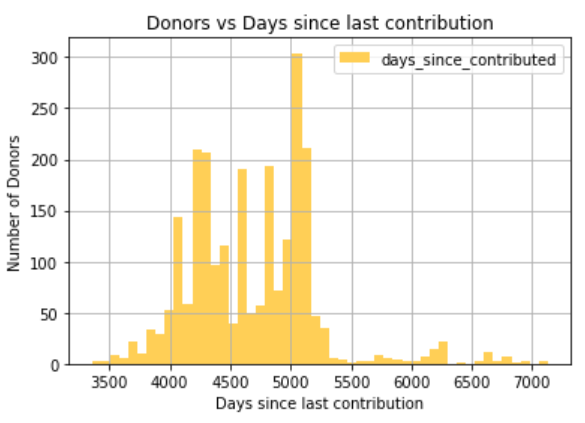 Donors vs Days since last contribution
days_since_contributed
Number of Donors
300
250
200
150
100
50
0
3500 4000 4500 5000 5500 6000 6500 7000
Days since last contribution